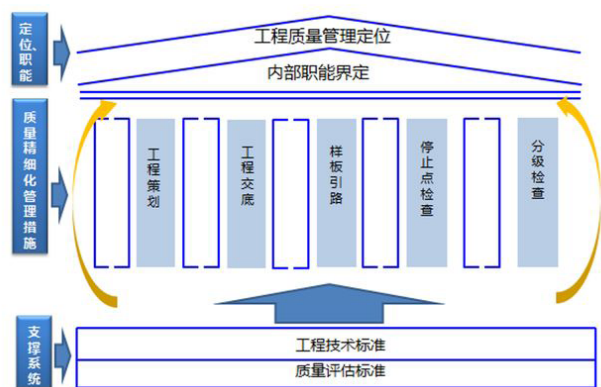 定位、职能
工程质量管理定位
内部职能界定
质量精细化管理措施
工程策划
工程交底
样板引路
停止点检查
分级检查
支撑系统
工程技术标准
质量评估标准